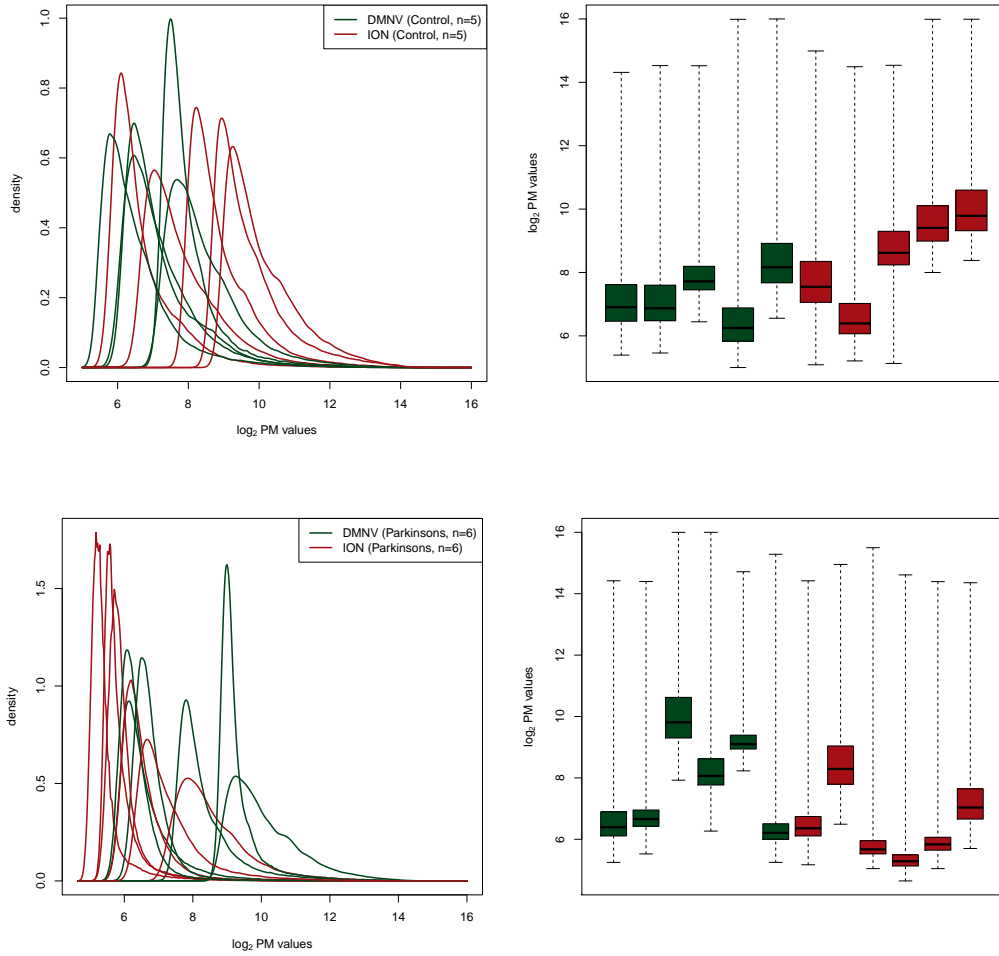 DMNV (Control, n=5)
ION (Control, n=5)
density
0.0 0.2 0.4 0.6 0.8 1.0
6 8 10 12 14 16
log2 PM values
log2 PM values
6 8 10 12 14 16
DMNV (Parkinsons, n=6)
ION (Parkinsons, n=6)
density
0.0 0.5 1.0 1.5
6 8 10 12 14 16
log2 PM values
log2 PM values
6 8 10 12 14 16